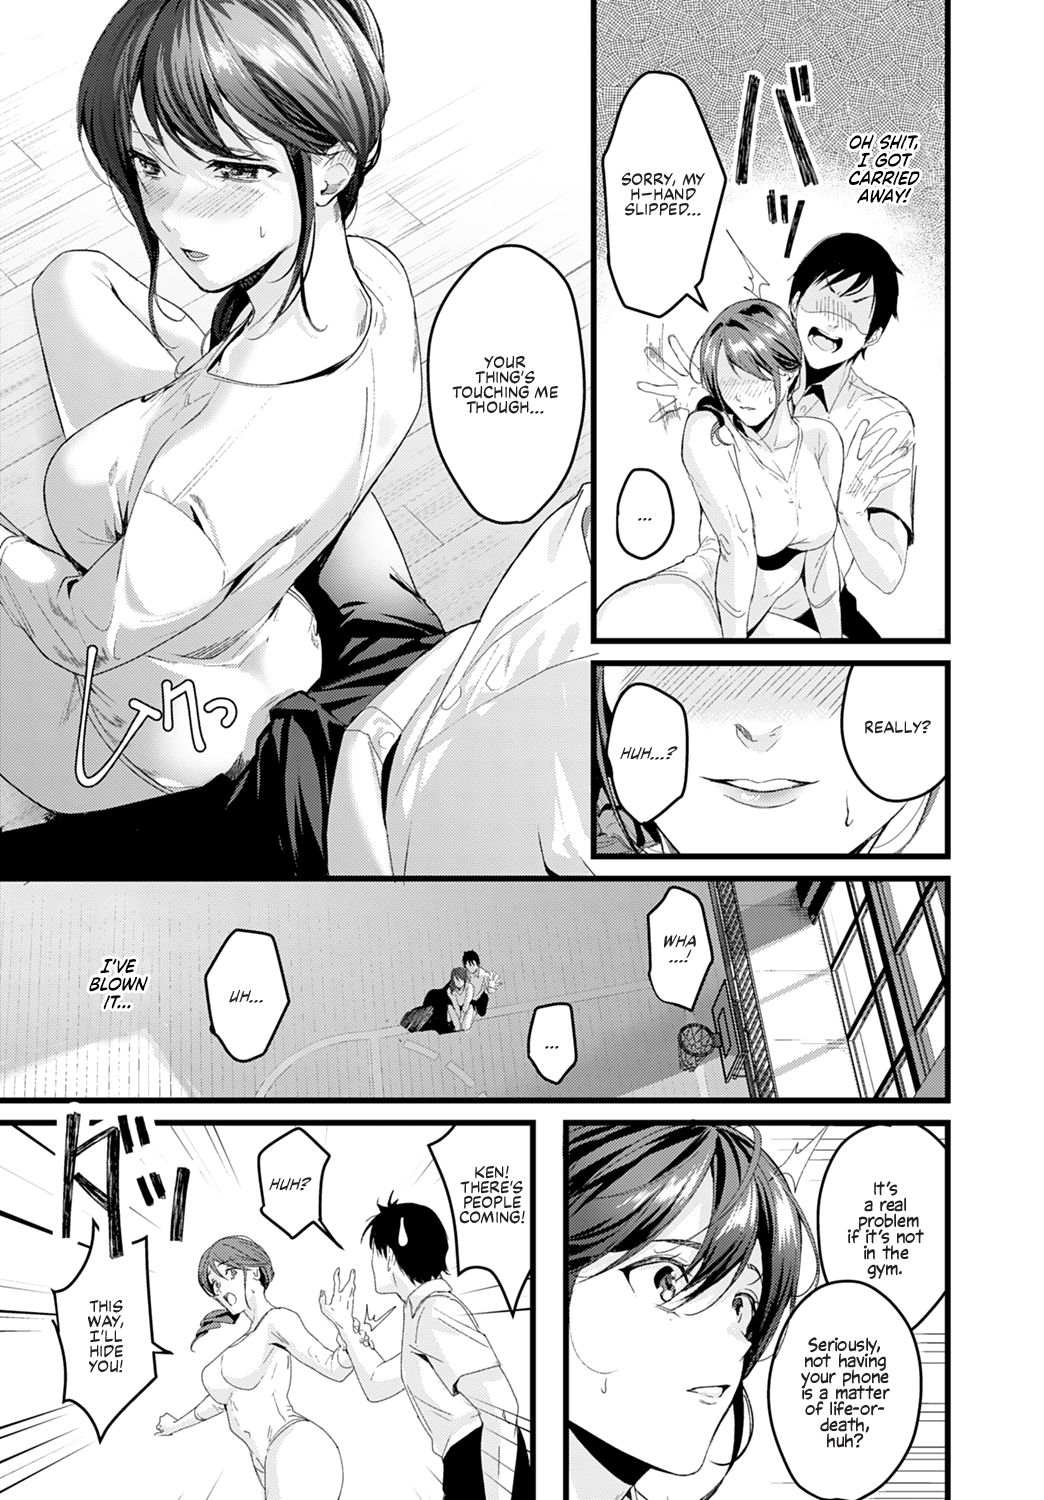 バッ
OH SHIT,
I GOT
CARRIED
AWAY!
SORRY, MY
H-HAND
SLIPPED...
...
YOUR
THING'S
TOUCHING ME
THOUGH...
REALLY?
HUH...?
WHA
....!
...
UH...
I'VE
BLOWN
IT...
It's
a real
problem
if it's not
in the
gym.
Seriously,
not having
your phone
is a matter
of life-or-
death,
huh?
KEN!
THERE'S
PEOPLE
COMING!
HUH?
THIS
WAY,
I'LL
HIDE
YOU!